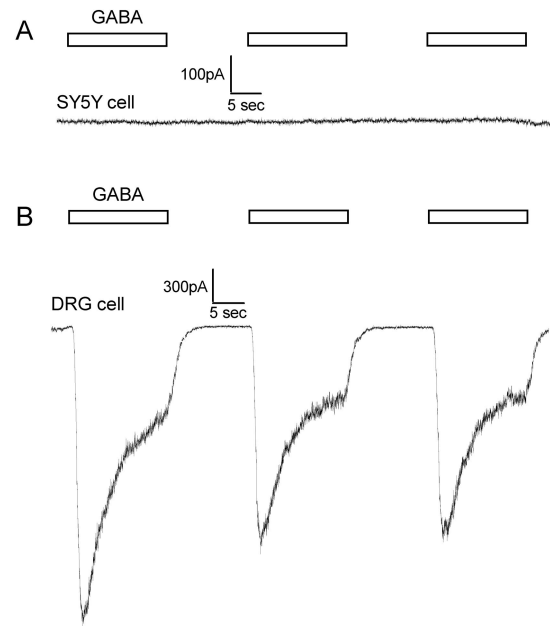 A
GABA
100pA
5 sec
SY5Y cell
GABA
B
300pA
5 sec
DRG cell